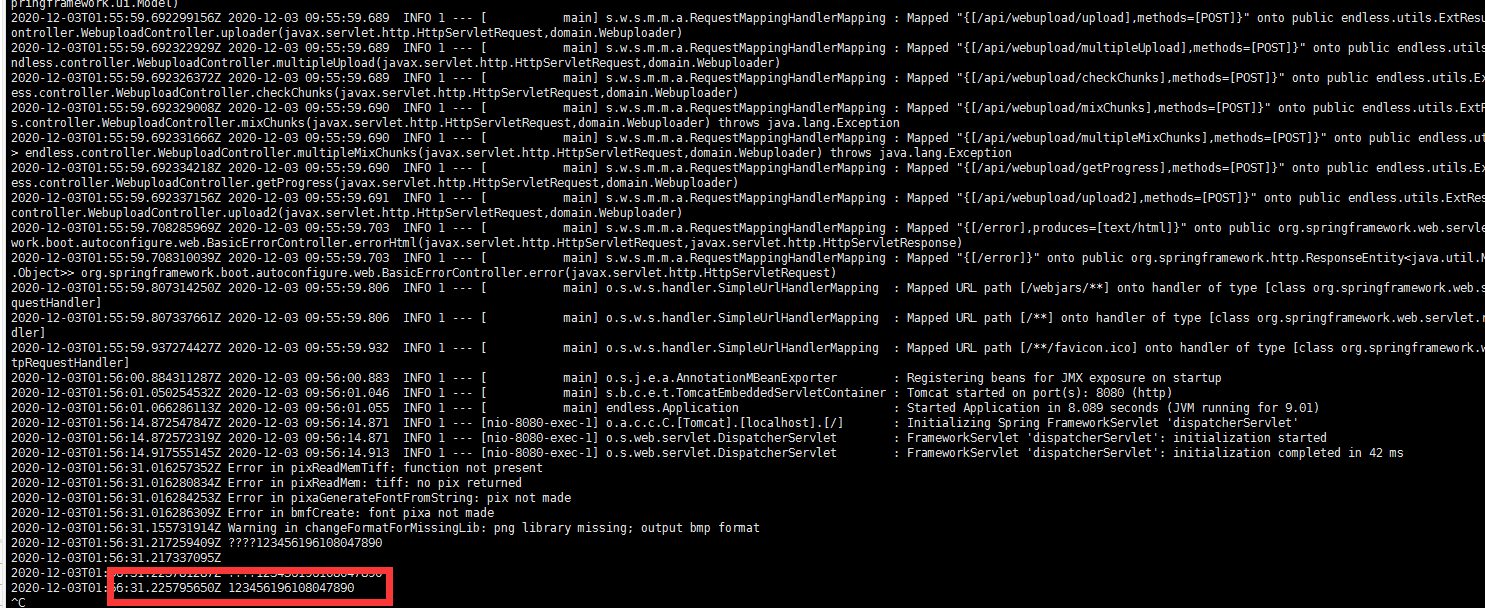 pringframework.ui.Model)
2020-12-03T01:55:59.692299156Z 2020-12-03 09:55:59.689  INFO 1 --- [           main] s.w.s.m.m.a.RequestMappingHandlerMapping : Mapped "{[/api/webupload/upload],methods=[POST]}" onto public endless.utils.ExtResu
ontroller.WebuploadController.uploader(javax.servlet.http.HttpServletRequest,domain.Webuploader)
2020-12-03T01:55:59.692322929Z 2020-12-03 09:55:59.689  INFO 1 --- [           main] s.w.s.m.m.a.RequestMappingHandlerMapping : Mapped "{[/api/webupload/multipleUpload],methods=[POST]}" onto public endless.utils
ndless.controller.WebuploadController.multipleUpload(javax.servlet.http.HttpServletRequest,domain.Webuploader)
2020-12-03T01:55:59.692326372Z 2020-12-03 09:55:59.689  INFO 1 --- [           main] s.w.s.m.m.a.RequestMappingHandlerMapping : Mapped "{[/api/webupload/checkChunks],methods=[POST]}" onto public endless.utils.Ex
ess.controller.WebuploadController.checkChunks(javax.servlet.http.HttpServletRequest,domain.Webuploader)
2020-12-03T01:55:59.692329008Z 2020-12-03 09:55:59.690  INFO 1 --- [           main] s.w.s.m.m.a.RequestMappingHandlerMapping : Mapped "{[/api/webupload/mixChunks],methods=[POST]}" onto public endless.utils.ExtR
s.controller.WebuploadController.mixChunks(javax.servlet.http.HttpServletRequest,domain.Webuploader) throws java.lang.Exception
2020-12-03T01:55:59.692331666Z 2020-12-03 09:55:59.690  INFO 1 --- [           main] s.w.s.m.m.a.RequestMappingHandlerMapping : Mapped "{[/api/webupload/multipleMixChunks],methods=[POST]}" onto public endless.ut
> endless.controller.WebuploadController.multipleMixChunks(javax.servlet.http.HttpServletRequest,domain.Webuploader) throws java.lang.Exception
2020-12-03T01:55:59.692334218Z 2020-12-03 09:55:59.690  INFO 1 --- [           main] s.w.s.m.m.a.RequestMappingHandlerMapping : Mapped "{[/api/webupload/getProgress],methods=[POST]}" onto public endless.utils.Ex
ess.controller.WebuploadController.getProgress(javax.servlet.http.HttpServletRequest,domain.Webuploader)
2020-12-03T01:55:59.692337156Z 2020-12-03 09:55:59.691  INFO 1 --- [           main] s.w.s.m.m.a.RequestMappingHandlerMapping : Mapped "{[/api/webupload/upload2],methods=[POST]}" onto public endless.utils.ExtRes
controller.WebuploadController.upload2(javax.servlet.http.HttpServletRequest,domain.Webuploader)
2020-12-03T01:55:59.708285969Z 2020-12-03 09:55:59.703  INFO 1 --- [           main] s.w.s.m.m.a.RequestMappingHandlerMapping : Mapped "{[/error],produces=[text/html]}" onto public org.springframework.web.servle
work.boot.autoconfigure.web.BasicErrorController.errorHtml(javax.servlet.http.HttpServletRequest,javax.servlet.http.HttpServletResponse)
2020-12-03T01:55:59.708310039Z 2020-12-03 09:55:59.703  INFO 1 --- [           main] s.w.s.m.m.a.RequestMappingHandlerMapping : Mapped "{[/error]}" onto public org.springframework.http.ResponseEntity<java.util.M
.Object>> org.springframework.boot.autoconfigure.web.BasicErrorController.error(javax.servlet.http.HttpServletRequest)
2020-12-03T01:55:59.807314250Z 2020-12-03 09:55:59.806  INFO 1 --- [           main] o.s.w.s.handler.SimpleUrlHandlerMapping  : Mapped URL path [/webjars/**] onto handler of type [class org.springframework.web.s
questHandler]
2020-12-03T01:55:59.807337661Z 2020-12-03 09:55:59.806  INFO 1 --- [           main] o.s.w.s.handler.SimpleUrlHandlerMapping  : Mapped URL path [/**] onto handler of type [class org.springframework.web.servlet.r
dler]
2020-12-03T01:55:59.937274427Z 2020-12-03 09:55:59.932  INFO 1 --- [           main] o.s.w.s.handler.SimpleUrlHandlerMapping  : Mapped URL path [/**/favicon.ico] onto handler of type [class org.springframework.w
tpRequestHandler]
2020-12-03T01:56:00.884311287Z 2020-12-03 09:56:00.883  INFO 1 --- [           main] o.s.j.e.a.AnnotationMBeanExporter        : Registering beans for JMX exposure on startup
2020-12-03T01:56:01.050254532Z 2020-12-03 09:56:01.046  INFO 1 --- [           main] s.b.c.e.t.TomcatEmbeddedServletContainer : Tomcat started on port(s): 8080 (http)
2020-12-03T01:56:01.066286113Z 2020-12-03 09:56:01.055  INFO 1 --- [           main] endless.Application                      : Started Application in 8.089 seconds (JVM running for 9.01)
2020-12-03T01:56:14.872547847Z 2020-12-03 09:56:14.871  INFO 1 --- [nio-8080-exec-1] o.a.c.c.C.[Tomcat].[localhost].[/]       : Initializing Spring FrameworkServlet 'dispatcherServlet'
2020-12-03T01:56:14.872572319Z 2020-12-03 09:56:14.871  INFO 1 --- [nio-8080-exec-1] o.s.web.servlet.DispatcherServlet        : FrameworkServlet 'dispatcherServlet': initialization started
2020-12-03T01:56:14.917555145Z 2020-12-03 09:56:14.913  INFO 1 --- [nio-8080-exec-1] o.s.web.servlet.DispatcherServlet        : FrameworkServlet 'dispatcherServlet': initialization completed in 42 ms
2020-12-03T01:56:31.016257352Z Error in pixReadMemTiff: function not present
2020-12-03T01:56:31.016280834Z Error in pixReadMem: tiff: no pix returned
2020-12-03T01:56:31.016284253Z Error in pixaGenerateFontFromString: pix not made
2020-12-03T01:56:31.016286309Z Error in bmfCreate: font pixa not made
2020-12-03T01:56:31.155731914Z Warning in changeFormatForMissingLib: png library missing; output bmp format
2020-12-03T01:56:31.217259409Z ????123456196108047890
2020-12-03T01:56:31.217337095Z
2020-12-03T01:
2020-12-03T01:56:31.225795650Z 123456196108047890
^C